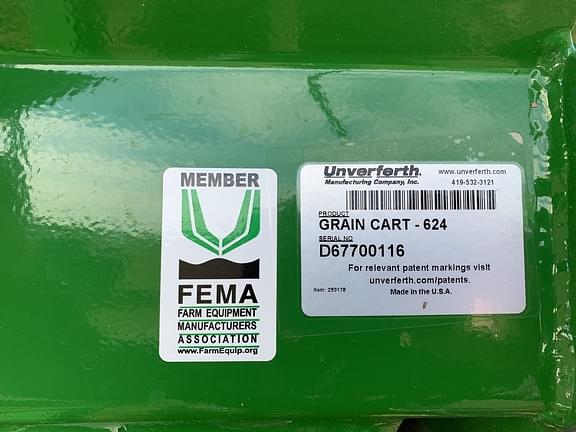 MEMBER
FEMA
FARM EQUIPMENT
MANUFACTURERS
ASSOCIATION
www.FarmEquip.org
Unverferth.
www.unverferth.com
Manufacturing Company, Inc.
419-532-3121
PRODUCT
GRAIN CART - 624
SERIAL NO
D67700116
For relevant patent markings visit
unverferth.com/patents.
Item: 253178
Made in the U.S.A.